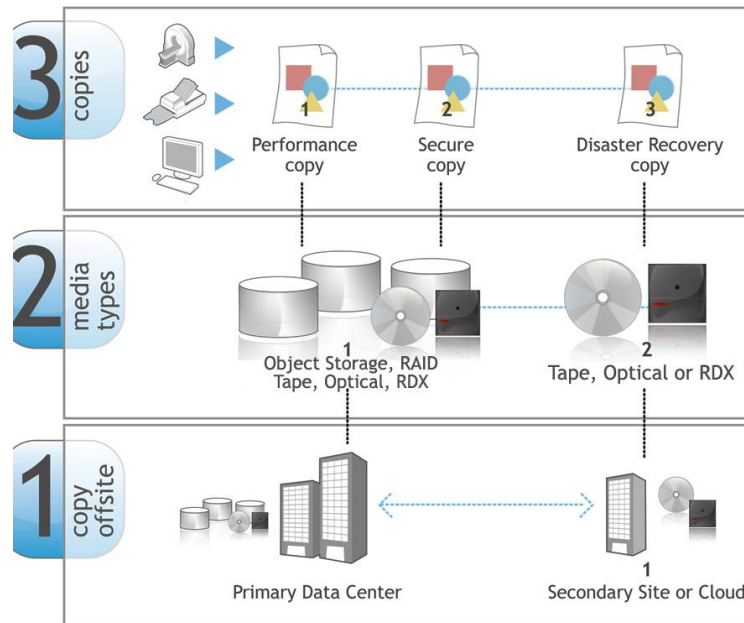 3
copies
1
2
3
Performance
copy
Secure
copy
Disaster Recovery
copy
2
media
types
1
Object Storage, RAID
Tape, Optical, RDX
2
Tape, Optical or RDX
1
copy
offsite
Primary Data Center
1
Secondary Site or Cloud